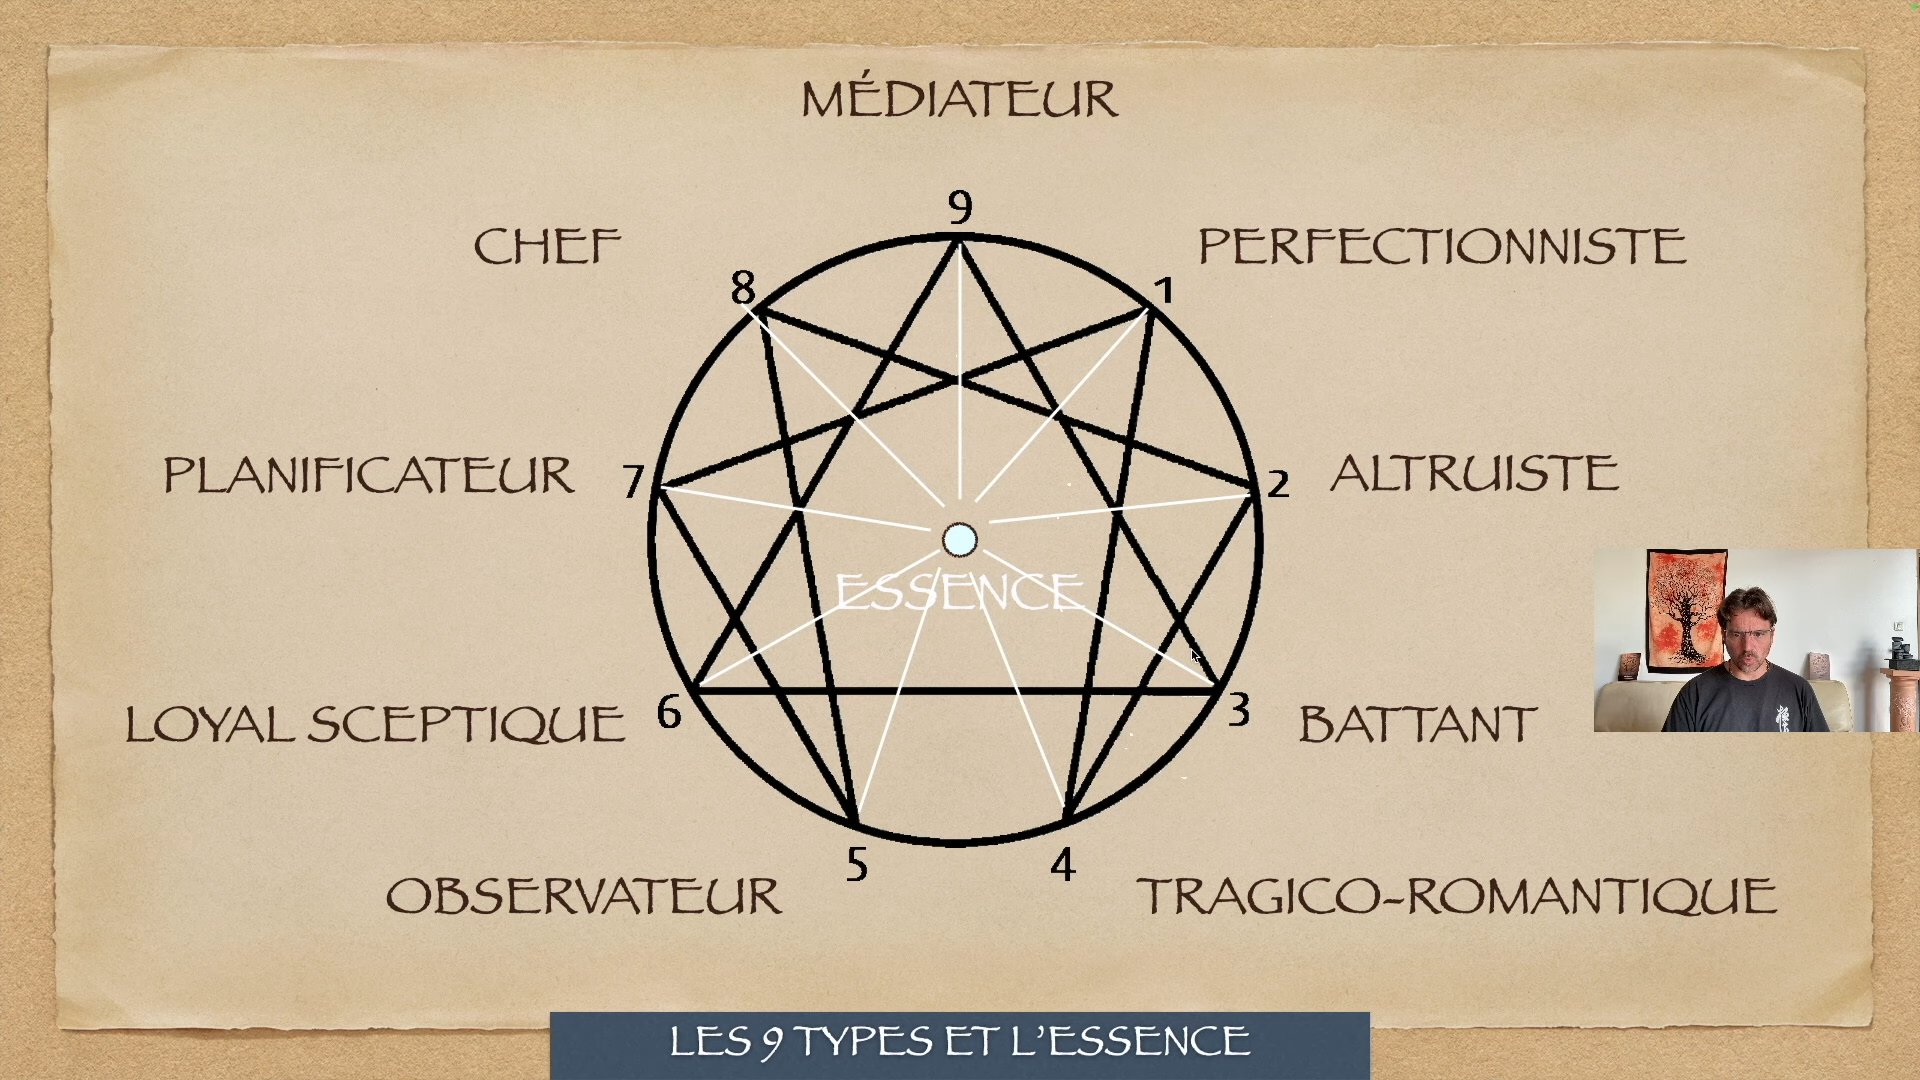 MÉDIATEUR
9
CHEF
PERFECTIONNISTE
8
1
PLANIFICATEUR
7
2
ALTRUISTE
ESSENCE
LOYAL SCEPTIQUE
6
3
BATTANT
5
4
OBSERVATEUR
TRAGICO-ROMANTIQUE
LES 9 TYPES ET L'ESSENCE